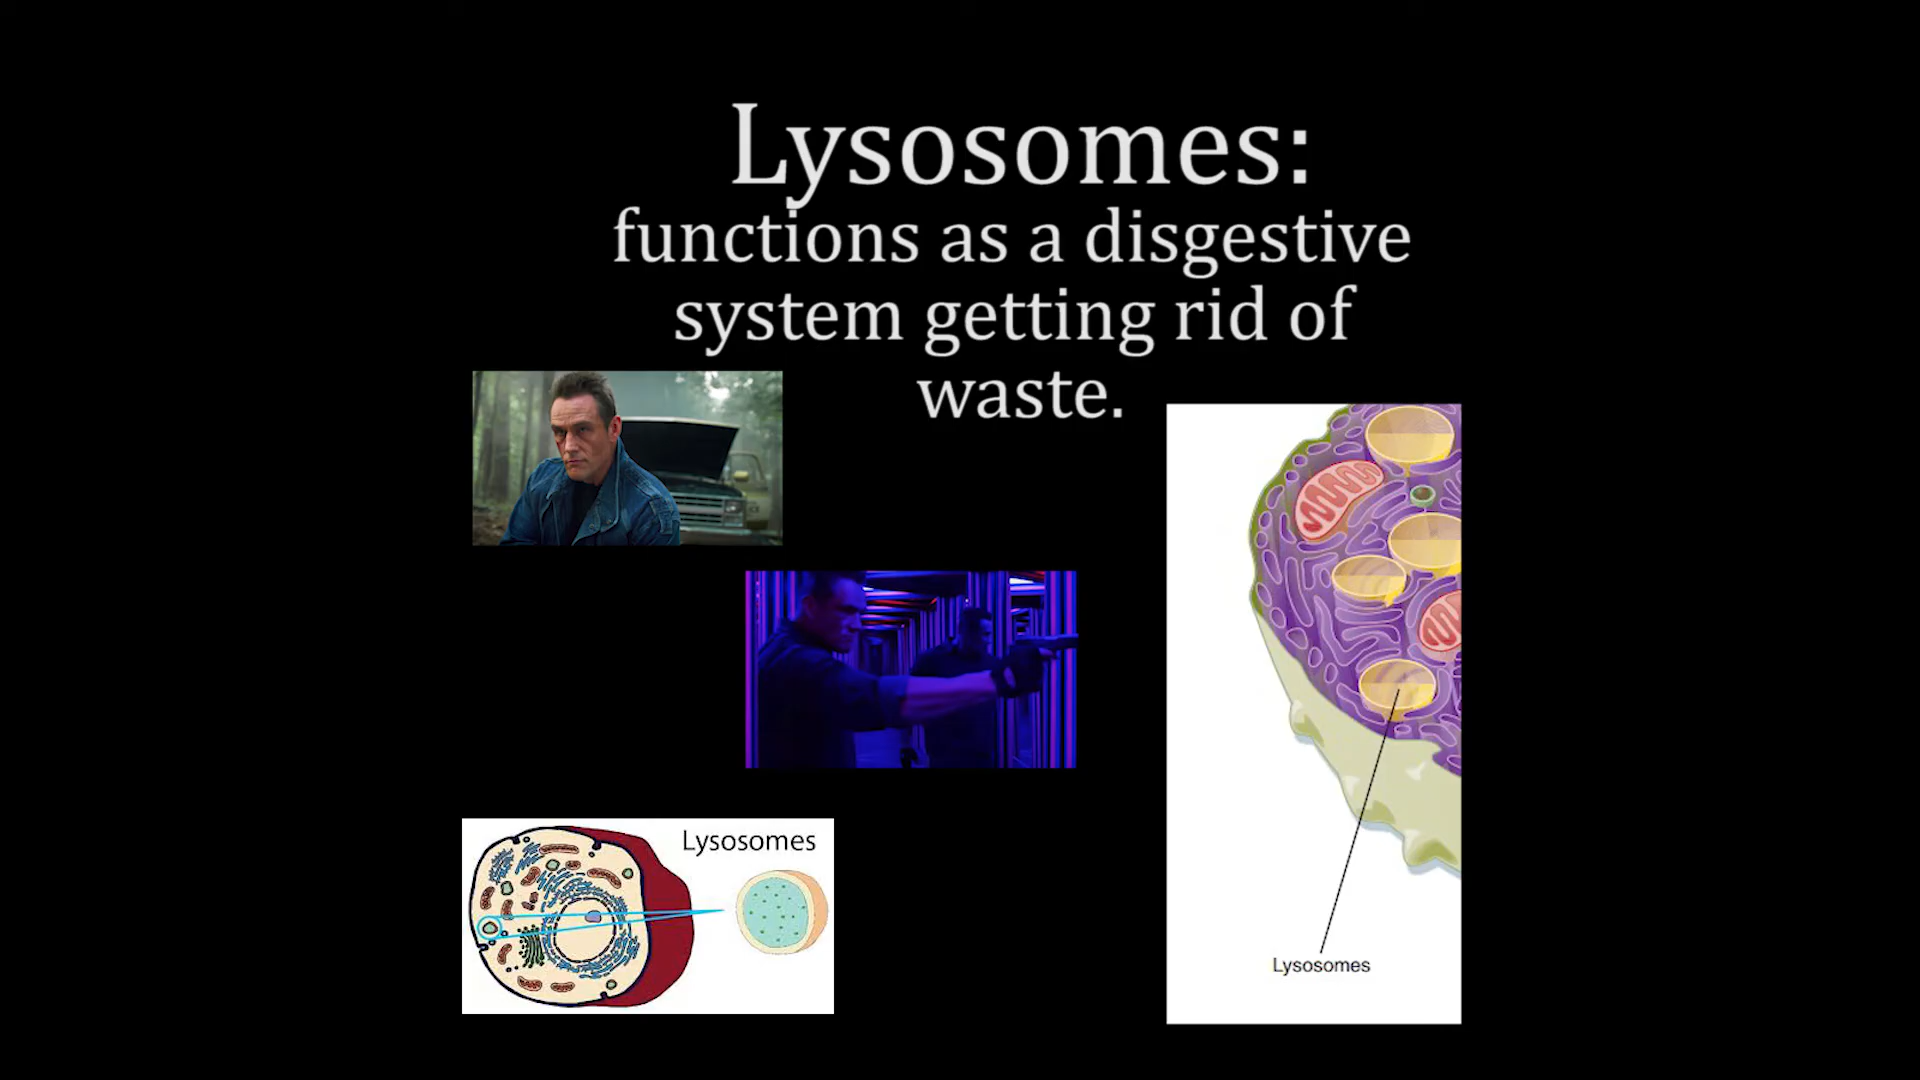 Lysosomes:
functions as a disgestive
system getting rid of
waste.
Lysosomes
Lysosomes